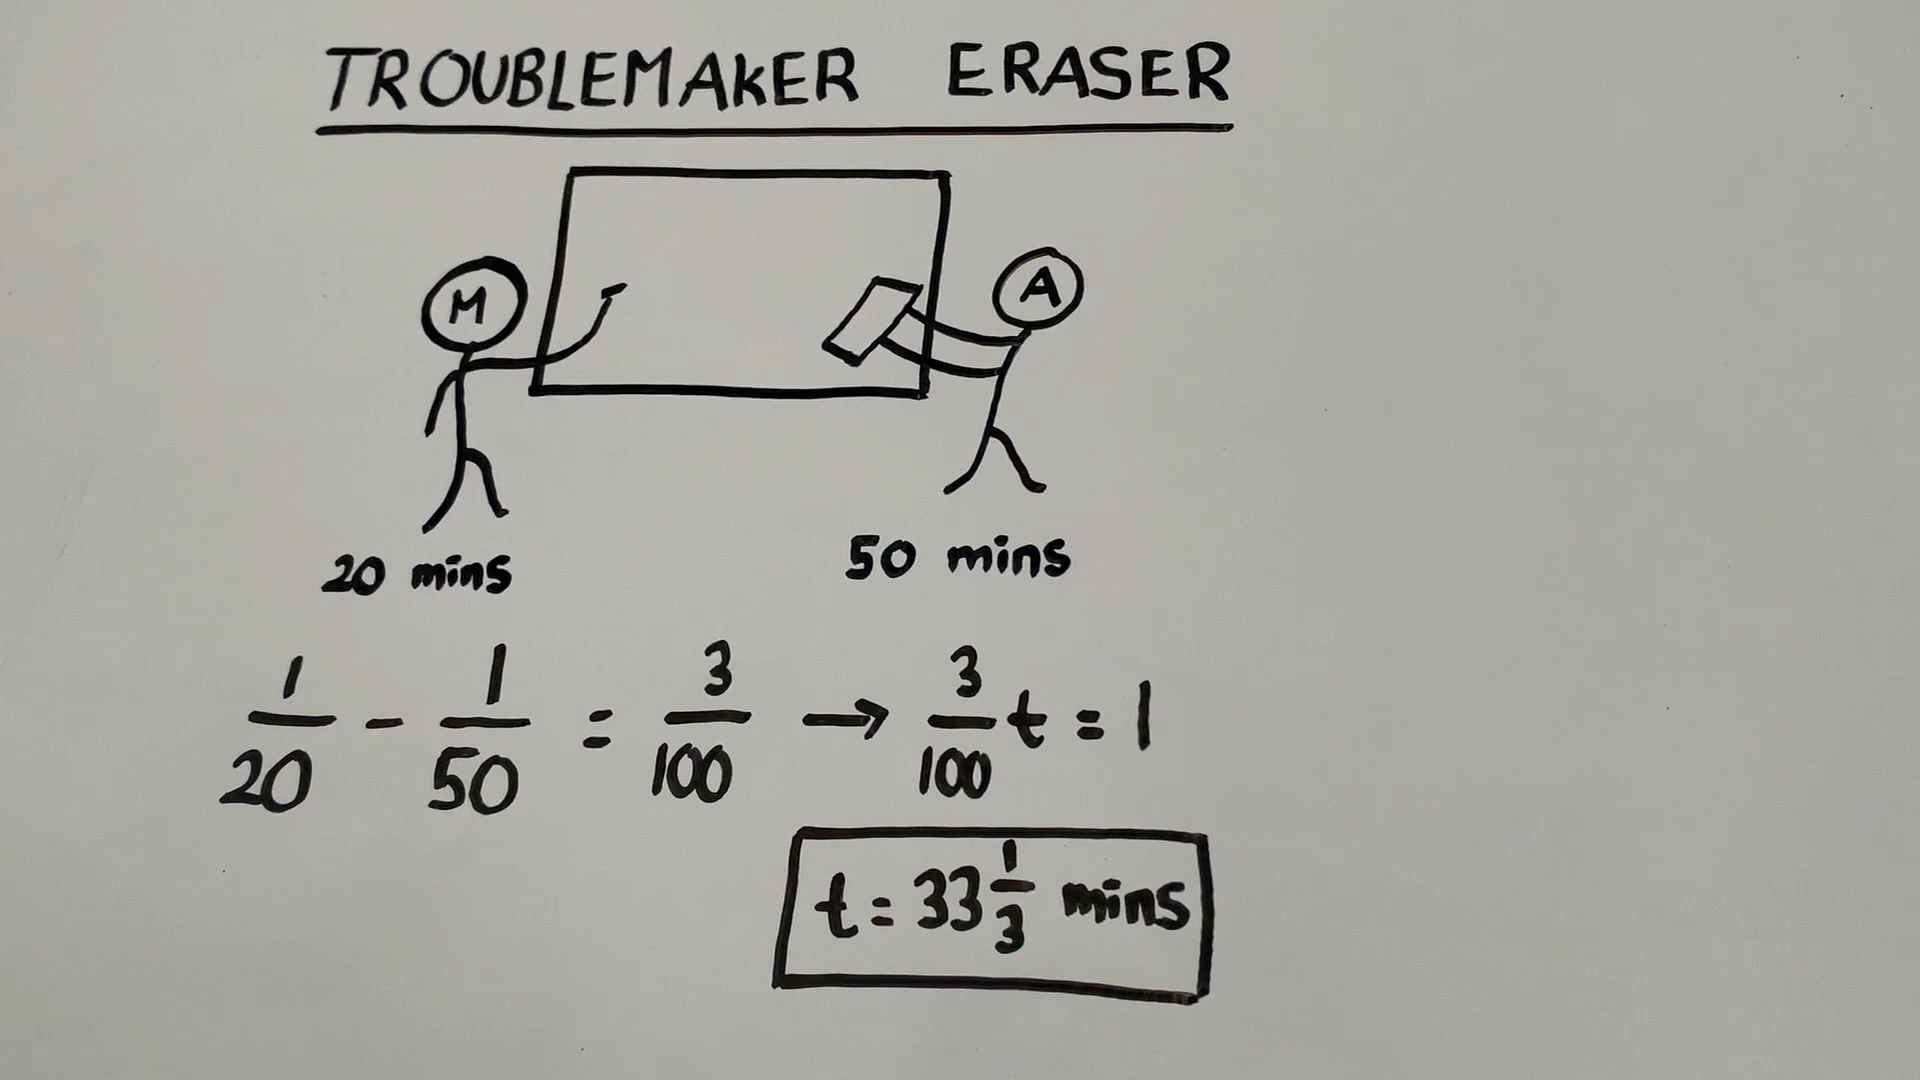 TROUBLEMAKER ERASER
M A
20 mins 50 mins
1/20 - 1/50 = 3/100 → 3/100 t = 1
t = 33 1/3 mins